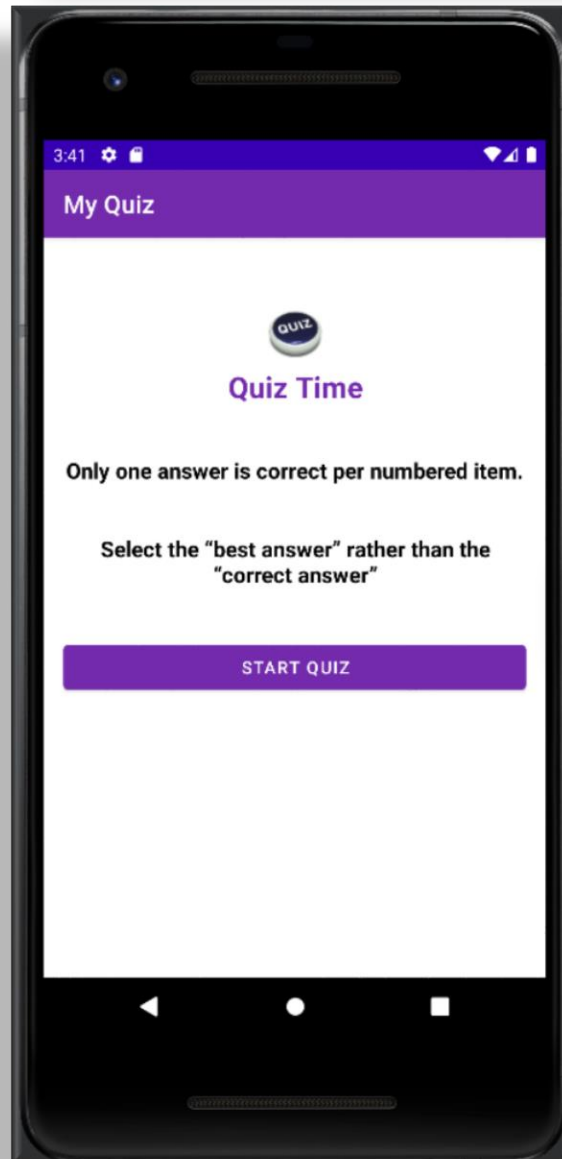 3:41
My Quiz
QUIZ
Quiz Time
Only one answer is correct per numbered item.
Select the “best answer” rather than the
“correct answer”
START QUIZ